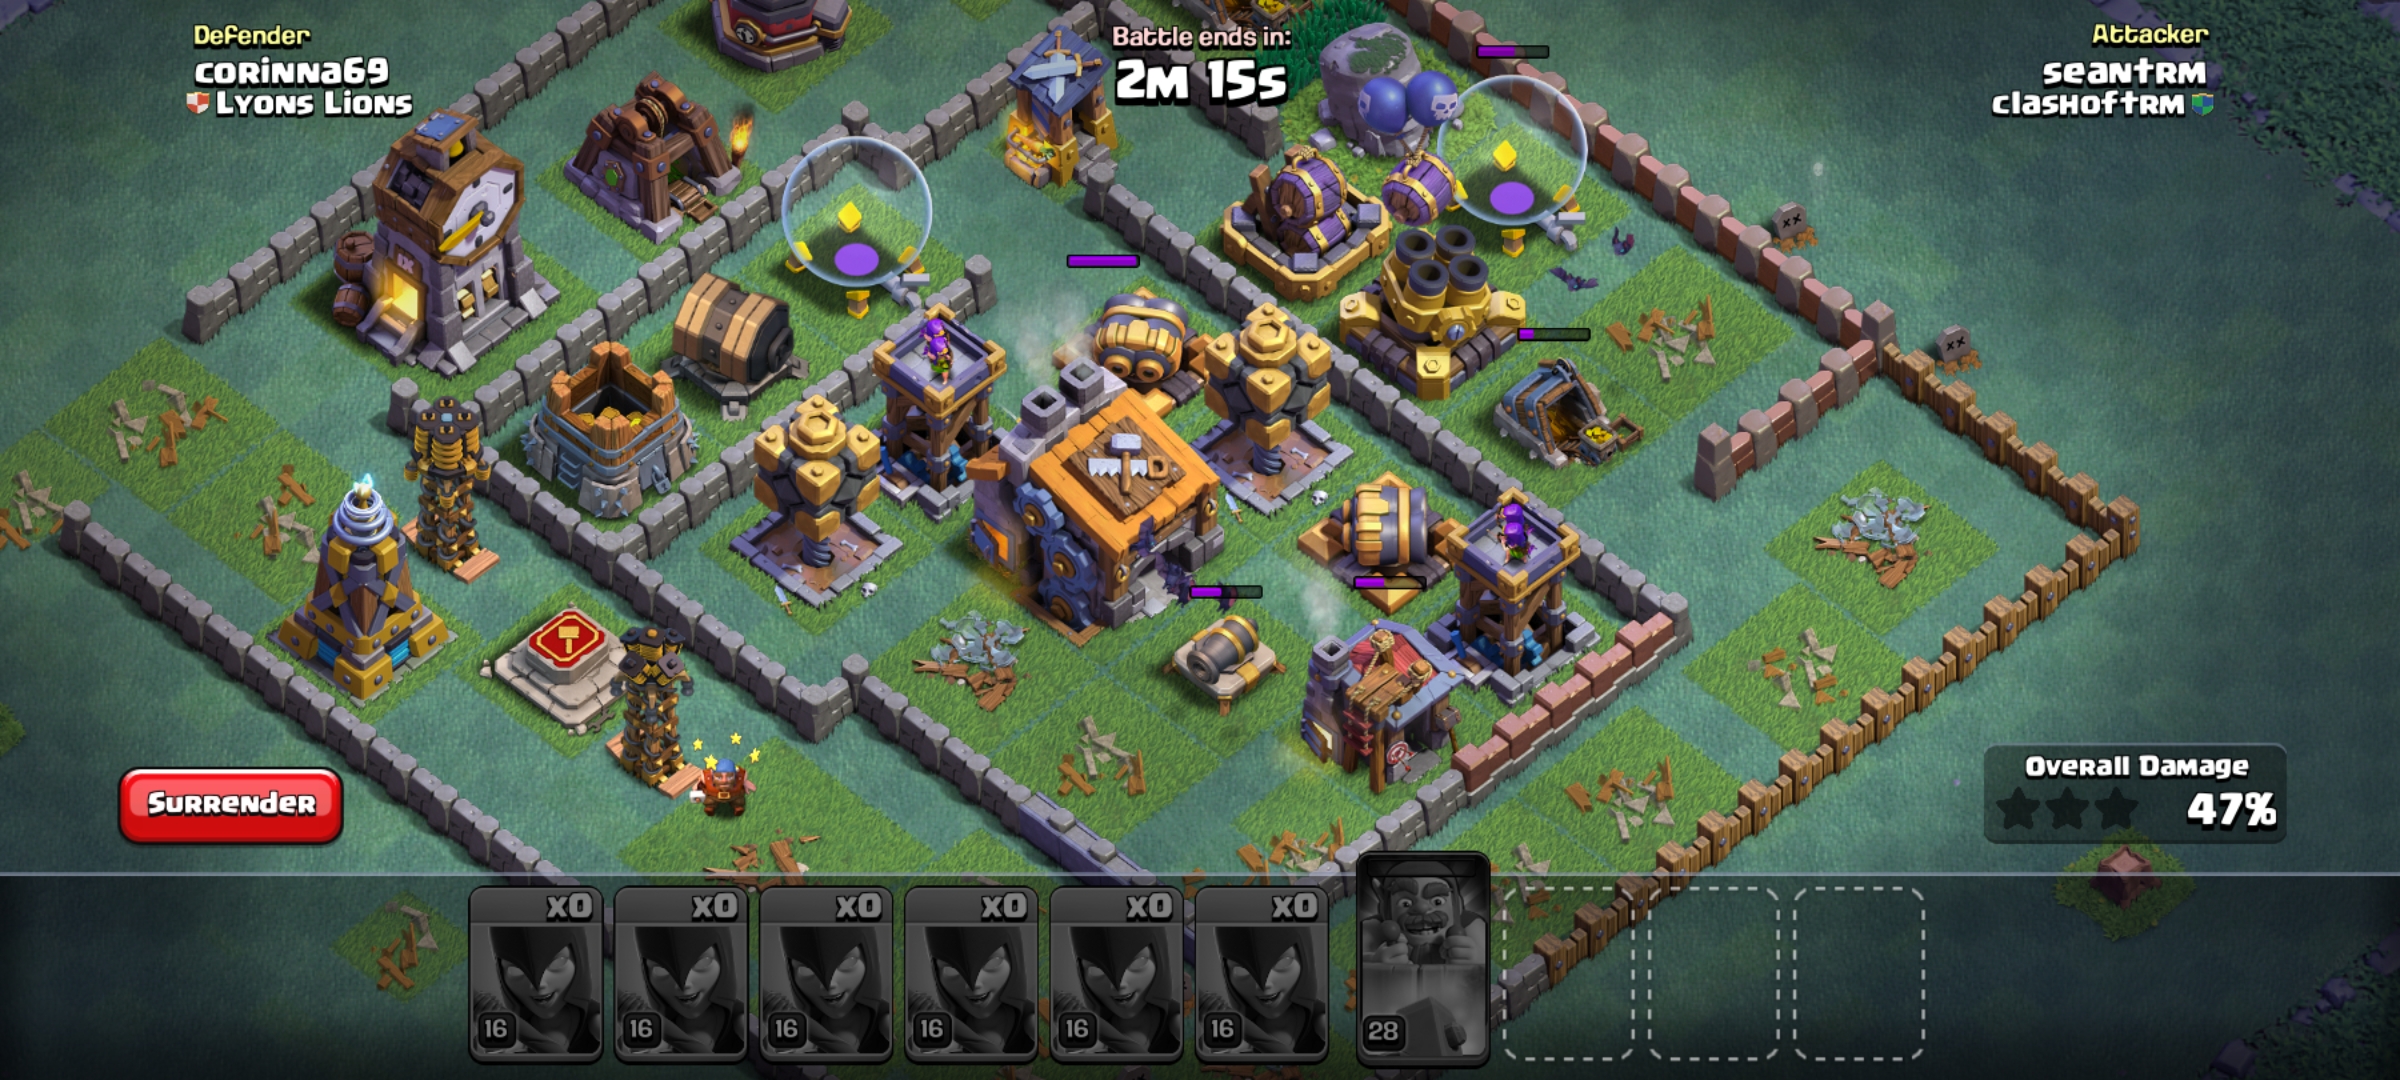 Defender
corinna69
Lyons Lions
Battle ends in:
2m 15s
Attacker
seantrm
clashoftrm
Surrender
Overall Damage
47%
x0
x0
x0
x0
x0
x0
16
16
16
16
16
16
28